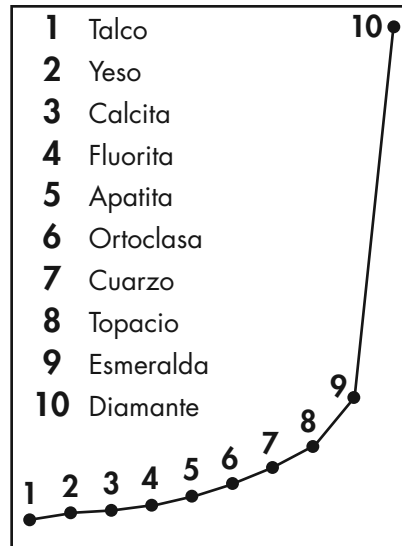 1 Talco
2 Yeso
3 Calcita
4 Fluorita
5 Apatita
6 Ortoclasa
7 Cuarzo
8 Topacio
9 Esmeralda
10 Diamante
10
9
8
7
6
5
4
3
2
1